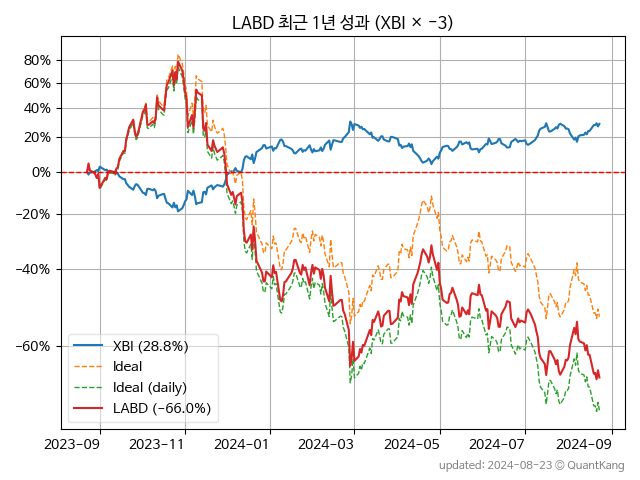 LABD 최근 1년 성과 (XBI × −3)
80%
60%
40%
20%
0%
−20%
−40%
−60%
XBI (28.8%)
Ideal
Ideal (daily)
LABD (−66.0%)
2023-09 2023-11 2024-01 2024-03 2024-05 2024-07 2024-09
updated: 2024-08-23 © QuantKang